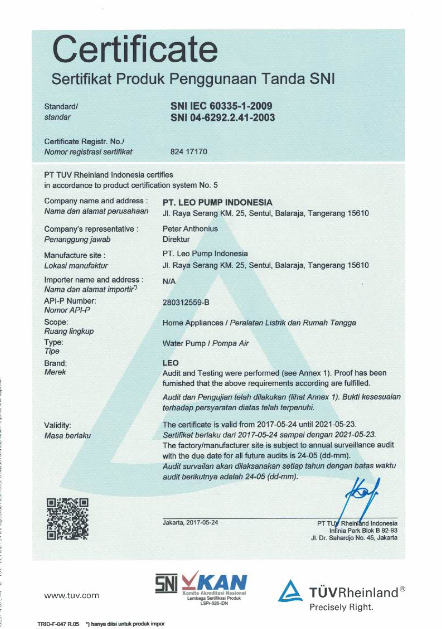 Certificate
Sertifikat Produk Penggunaan Tanda SNI
Standard/ SNI IEC 60335-1-2009
standar SNI 04-6292.2.41-2003
Certificate Registr. No./
Nomor registrasi sertifikat 824 17170
PT TUV Rheinland Indonesia certifies
in accordance to product certification system No. 5
Company name and address : PT. LEO PUMP INDONESIA
Nama dan alamat perusahaan Jl. Raya Serang KM. 25, Sentul, Balaraja, Tangerang 15610
Company's representative : Peter Anthonius
Penanggung jawab Direktur
Manufacture site : PT. Leo Pump Indonesia
Lokasi manufaktur Jl. Raya Serang KM. 25, Sentul, Balaraja, Tangerang 15610
Importer name and address : N/A
Nama dan alamat importir*)
API-P Number: 280312559-B
Nomor API-P
Scope: Home Appliances / Peralatan Listrik dan Rumah Tangga
Ruang lingkup
Type: Water Pump / Pompa Air
Tipe
Brand: LEO
Merek Audit and Testing were performed (see Annex 1). Proof has been
furnished that the above requirements according are fulfilled.
Audit dan Pengujian telah dilakukan (lihat Annex 1). Bukti kesesuaian
terhadap persyaratan diatas telah terpenuhi.
Validity: The certificate is valid from 2017-05-24 until 2021-05-23.
Masa berlaku Sertifikat berlaku dari 2017-05-24 sampai dengan 2021-05-23.
The factory/manufacturer site is subject to annual surveillance audit
with the due date for all future audits is 24-05 (dd-mm).
Audit survailan akan dilaksanakan setiap tahun dengan batas waktu
audit berikutnya adalah 24-05 (dd-mm).
Jakarta, 2017-05-24
PT TUV Rheinland Indonesia
Infinia Park Blok B 92-93
Jl. Dr. Saharjo No. 45, Jakarta
www.tuv.com
SNI KAN
Komite Akreditasi Nasional
Lembaga Sertifikasi Produk
LSPr-026-IDN
TÜVRheinland®
Precisely Right.
TRIO-F-047 R.05 *) hanya diisi untuk produk impor